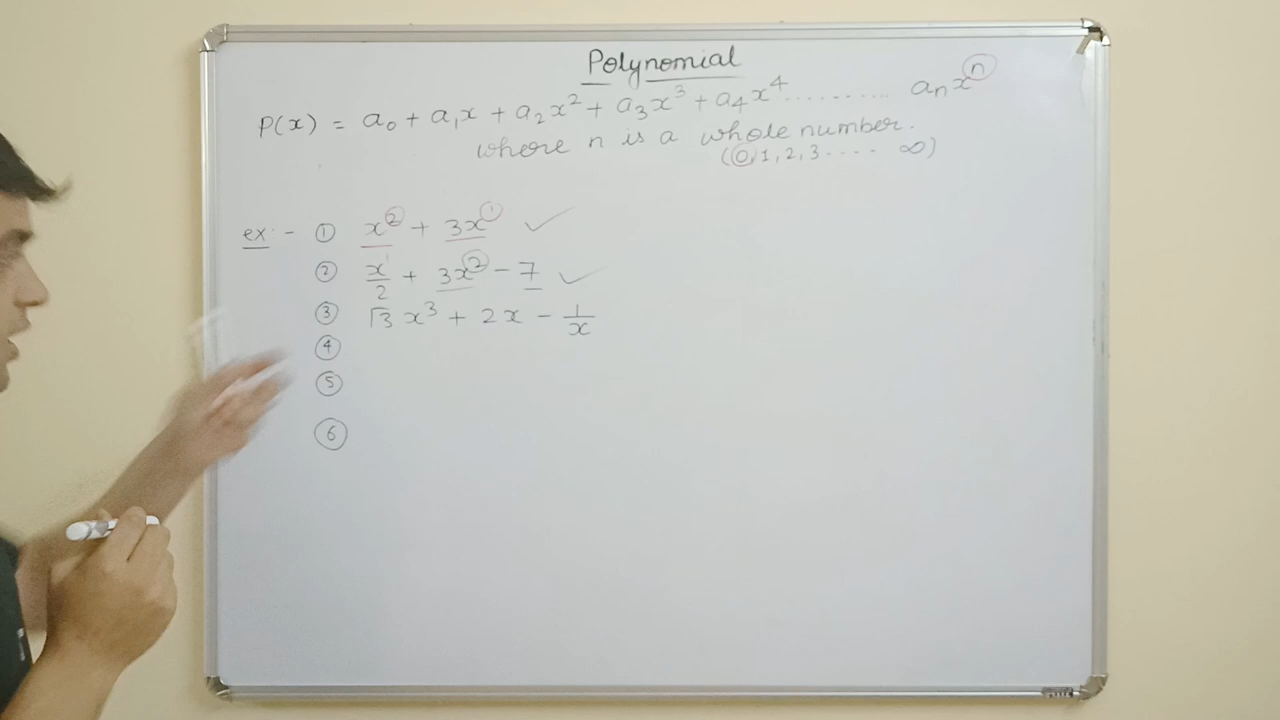 Polynomial
P(x) = a₀ + a₁x + a₂x² + a₃x³ + a₄x⁴ .......... aₙxⁿ
where n is a whole number.
(0, 1, 2, 3 .... ∞)
ex:- ① x² + 3x¹ ✓
② x¹/2 + 3x² - 7 ✓
③ √3 x³ + 2x - 1/x
④
⑤
⑥